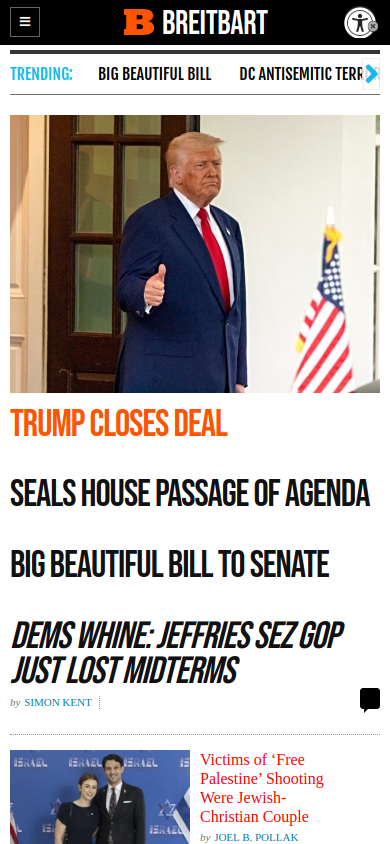 B BREITBART
TRENDING:
BIG BEAUTIFUL BILL
DC ANTISEMITIC TERR
TRUMP CLOSES DEAL
SEALS HOUSE PASSAGE OF AGENDA
BIG BEAUTIFUL BILL TO SENATE
DEMS WHINE: JEFFRIES SEZ GOP
JUST LOST MIDTERMS
by SIMON KENT
ISRAEL
ISRAEL
ISRAEL
Victims of ‘Free
Palestine’ Shooting
Were Jewish-
Christian Couple
by JOEL B. POLLAK